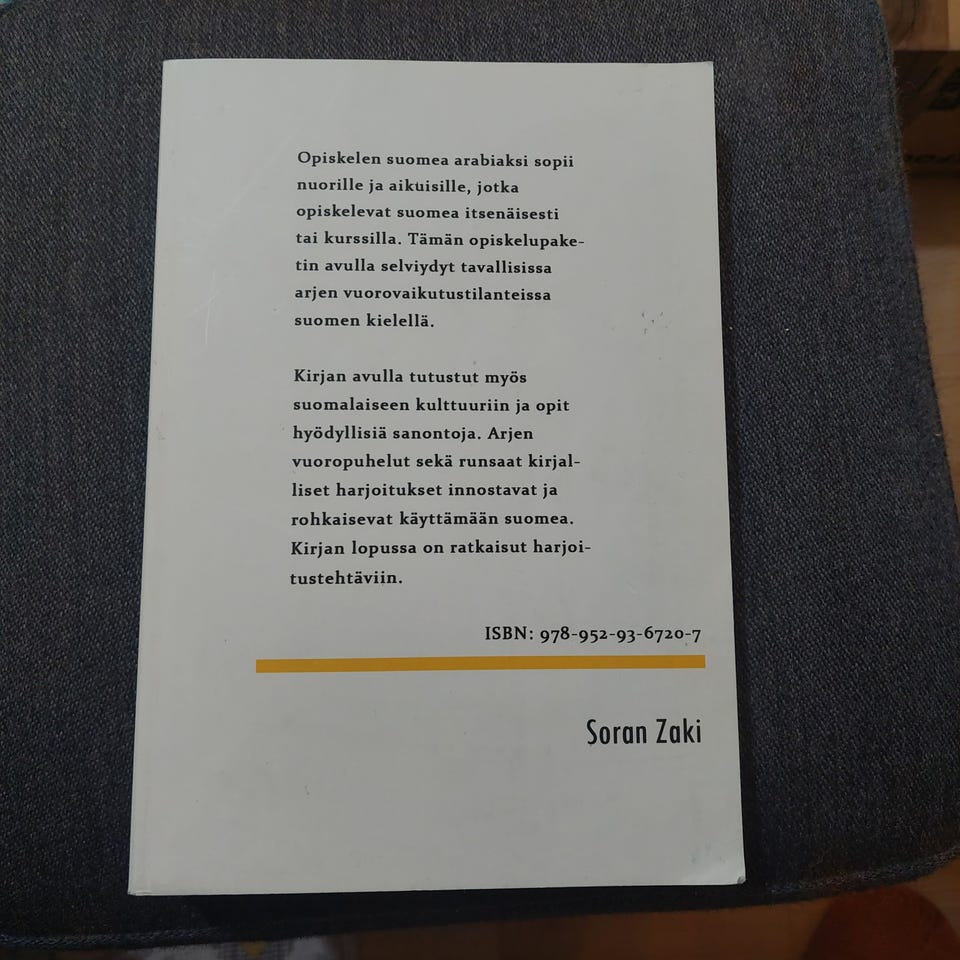 Opiskelen suomea arabiaksi sopii
nuorille ja aikuisille, jotka
opiskelevat suomea itsenäisesti
tai kurssilla. Tämän opiskelupake-
tin avulla selviydyt tavallisissa
arjen vuorovaikutustilanteissa
suomen kielellä.
Kirjan avulla tutustut myös
suomalaiseen kulttuuriin ja opit
hyödyllisiä sanontoja. Arjen
vuoropuhelut sekä runsaat kirjal-
liset harjoitukset innostavat ja
rohkaisevat käyttämään suomea.
Kirjan lopussa on ratkaisut harjoi-
tustehtäviin.
ISBN: 978-952-93-6720-7
Soran Zaki